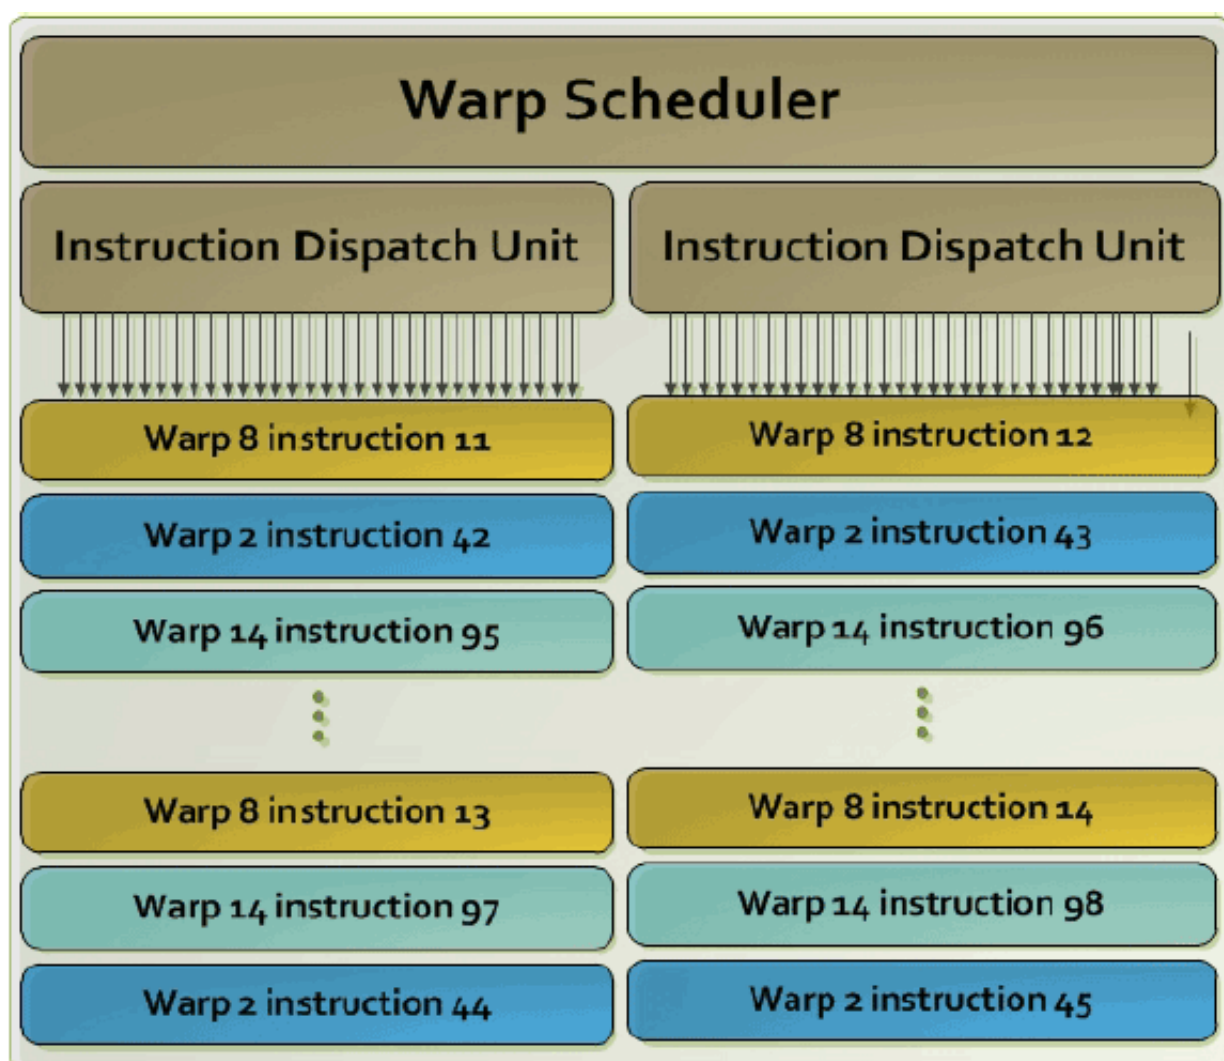 Warp Scheduler
Instruction Dispatch Unit
Instruction Dispatch Unit
Warp 8 instruction 11
Warp 8 instruction 12
Warp 2 instruction 42
Warp 2 instruction 43
Warp 14 instruction 95
Warp 14 instruction 96
Warp 8 instruction 13
Warp 8 instruction 14
Warp 14 instruction 97
Warp 14 instruction 98
Warp 2 instruction 44
Warp 2 instruction 45